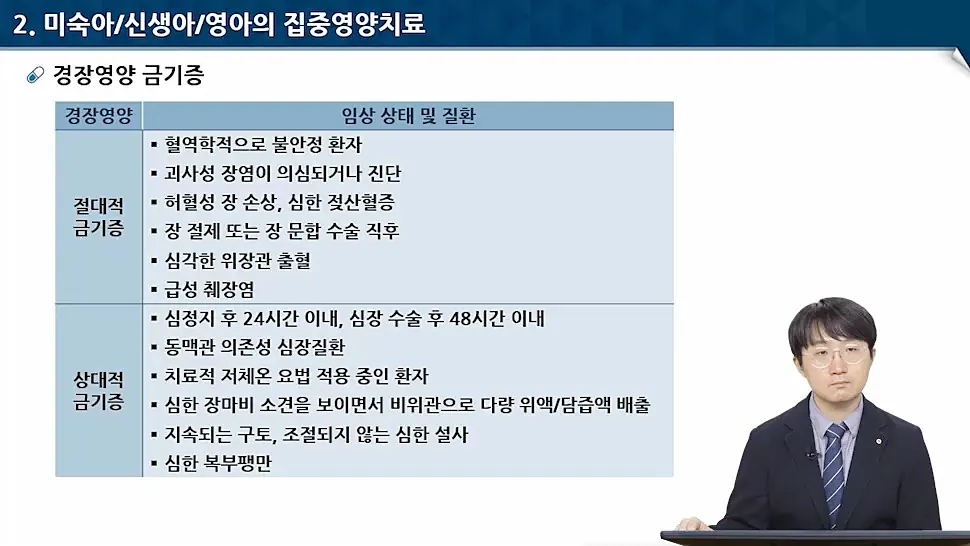 2. 미숙아/신생아/영아의 집중영양치료
경장영양 금기증
경장영양
임상 상태 및 질환
절대적
금기증
▪ 혈역학적으로 불안정 환자
▪ 괴사성 장염이 의심되거나 진단
▪ 허혈성 장 손상, 심한 젖산혈증
▪ 장 절제 또는 장 문합 수술 직후
▪ 심각한 위장관 출혈
▪ 급성 췌장염
상대적
금기증
▪ 심정지 후 24시간 이내, 심장 수술 후 48시간 이내
▪ 동맥관 의존성 심장질환
▪ 치료적 저체온 요법 적용 중인 환자
▪ 심한 장마비 소견을 보이면서 비위관으로 다량 위액/담즙액 배출
▪ 지속되는 구토, 조절되지 않는 심한 설사
▪ 심한 복부팽만